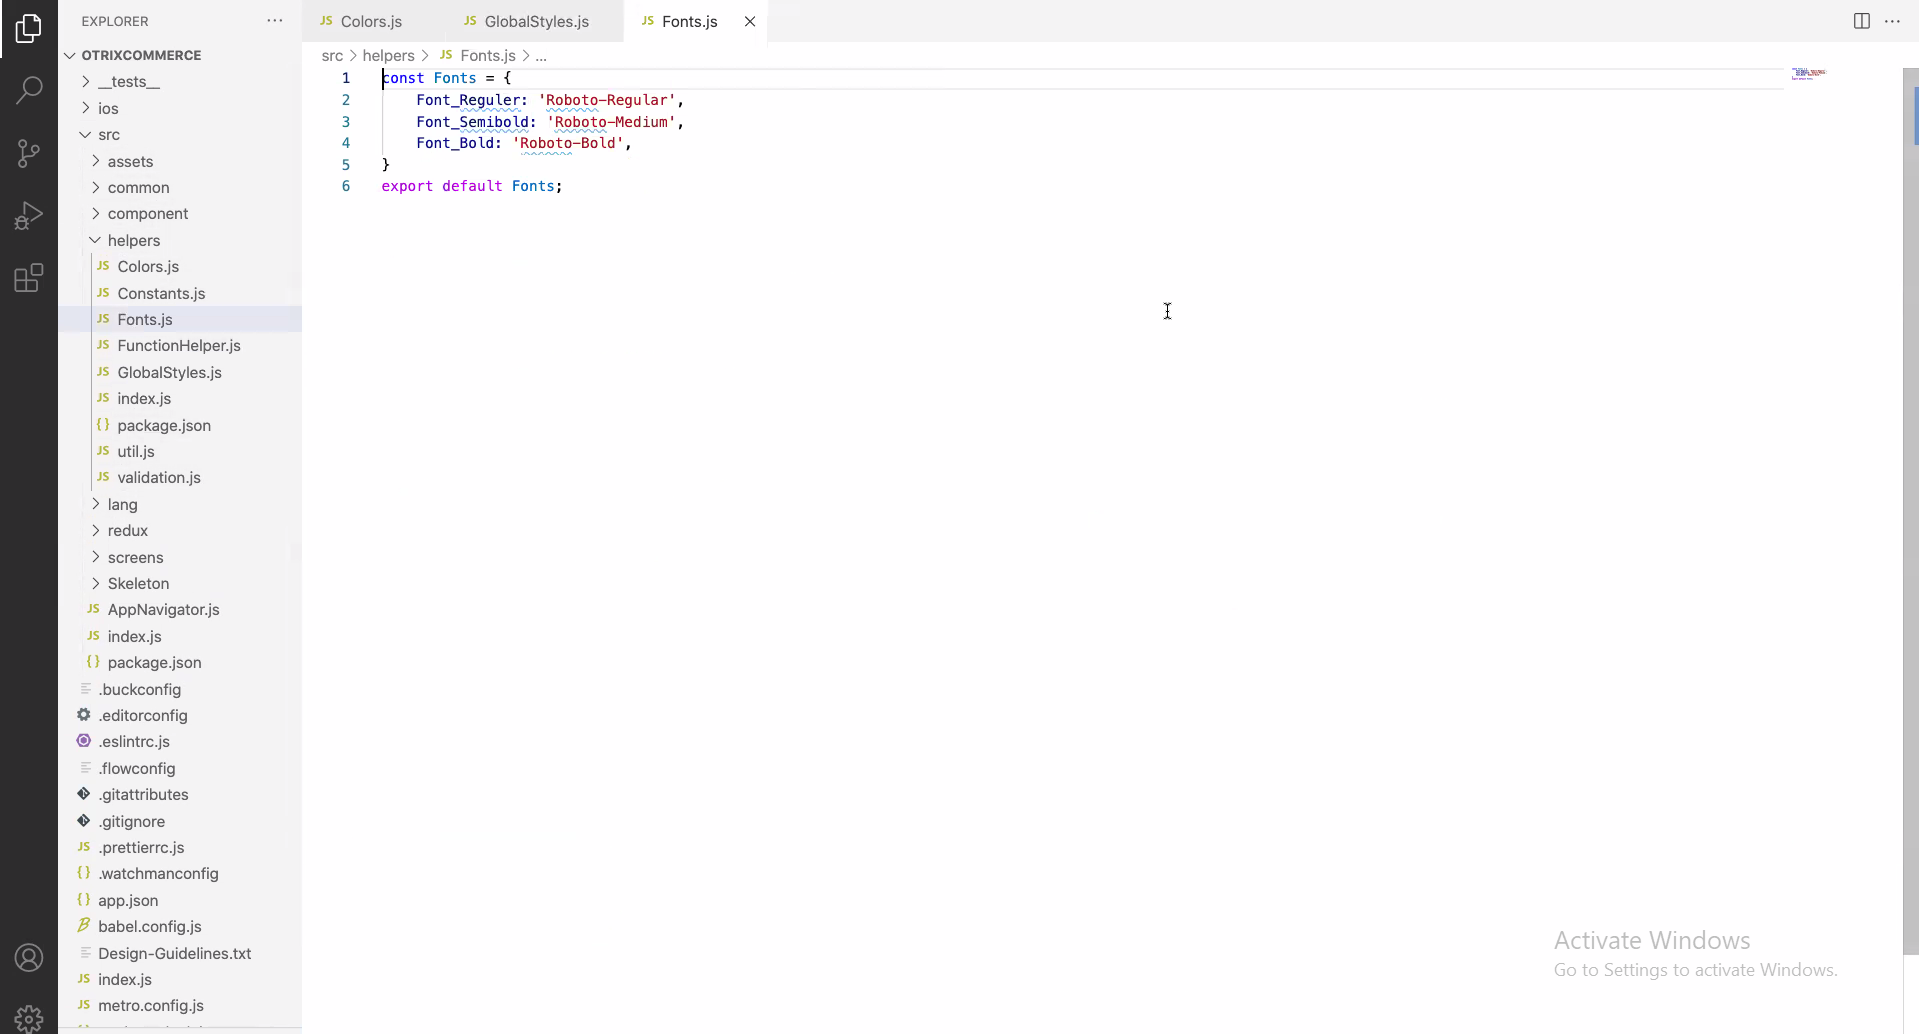 EXPLORER
OTRIXCOMMERCE
__tests__
ios
src
assets
common
component
helpers
JS Colors.js
JS Constants.js
JS Fonts.js
JS FunctionHelper.js
JS GlobalStyles.js
JS index.js
{} package.json
JS util.js
JS validation.js
lang
redux
screens
Skeleton
JS AppNavigator.js
JS index.js
{} package.json
.buckconfig
.editorconfig
.eslintrc.js
.flowconfig
.gitattributes
.gitignore
JS .prettierrc.js
{} .watchmanconfig
{} app.json
babel.config.js
Design-Guidelines.txt
JS index.js
JS metro.config.js
JS Colors.js JS GlobalStyles.js JS Fonts.js
src > helpers > JS Fonts.js > ...
1 const Fonts = {
2 Font_Reguler: 'Roboto-Regular',
3 Font_Semibold: 'Roboto-Medium',
4 Font_Bold: 'Roboto-Bold',
5 }
6 export default Fonts;
Activate Windows
Go to Settings to activate Windows.